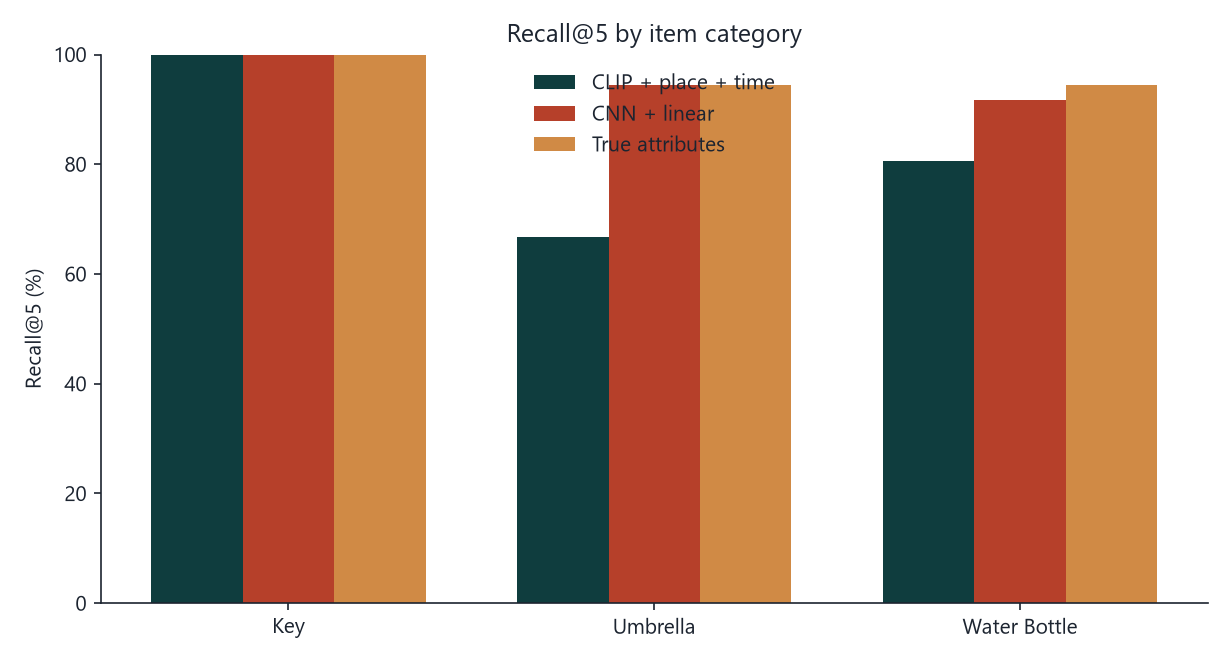 Recall@5 by item category
CLIP + place + time
CNN + linear
True attributes
Recall@5 (%)
100
80
60
40
20
0
Key
Umbrella
Water Bottle